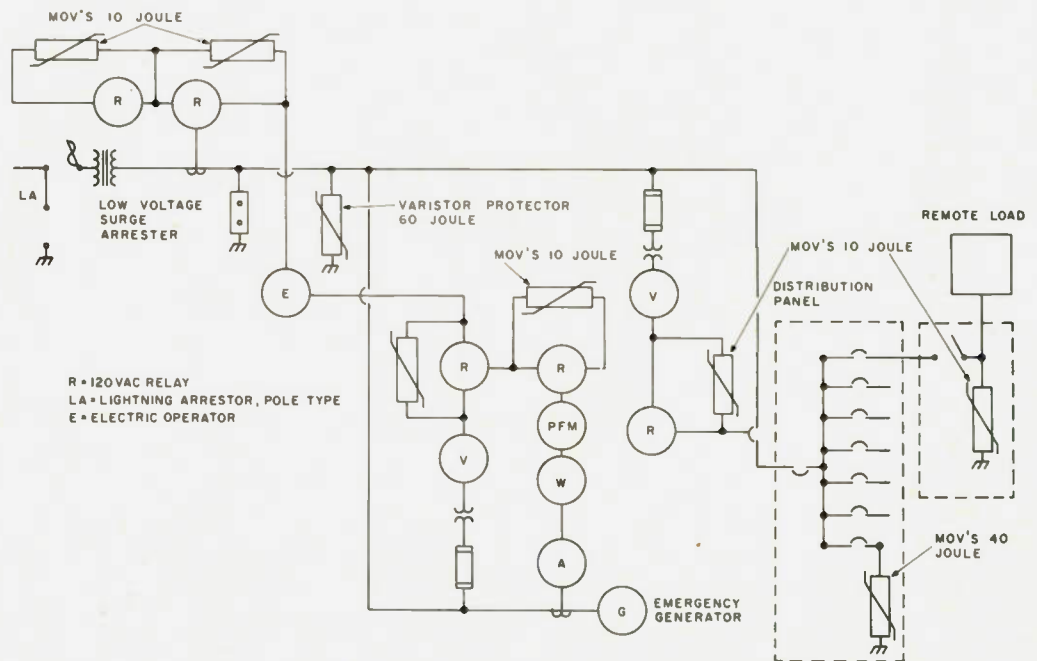 MOV'S 10 JOULE
R
R
LA
LOW VOLTAGE
SURGE
ARRESTER
VARISTOR PROTECTOR
60 JOULE
MOV'S 10 JOULE
REMOTE LOAD
MOV'S 10 JOULE
DISTRIBUTION
PANEL
E
V
R
R
PFM
R
W
V
A
G
R = 120VAC RELAY
LA = LIGHTNING ARRESTOR, POLE TYPE
E = ELECTRIC OPERATOR
MOV'S 40
JOULE
EMERGENCY
GENERATOR